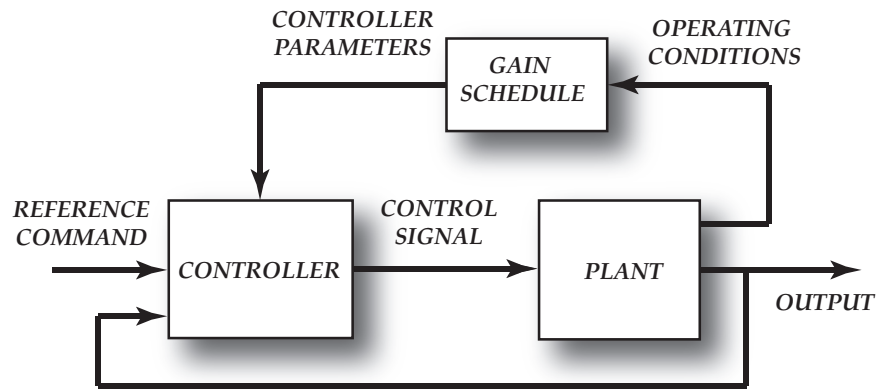 CONTROLLER
PARAMETERS
OPERATING
CONDITIONS
GAIN
SCHEDULE
REFERENCE
COMMAND
CONTROL
SIGNAL
CONTROLLER
PLANT
OUTPUT